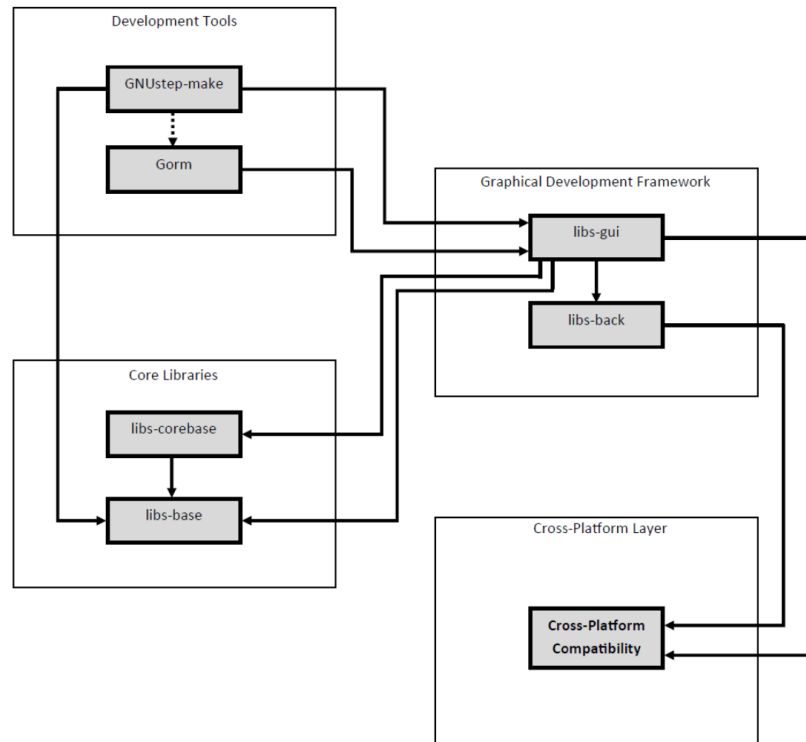 Development Tools
GNUstep-make
Gorm
Graphical Development Framework
libs-gui
libs-back
Core Libraries
libs-corebase
libs-base
Cross-Platform Layer
Cross-Platform
Compatibility